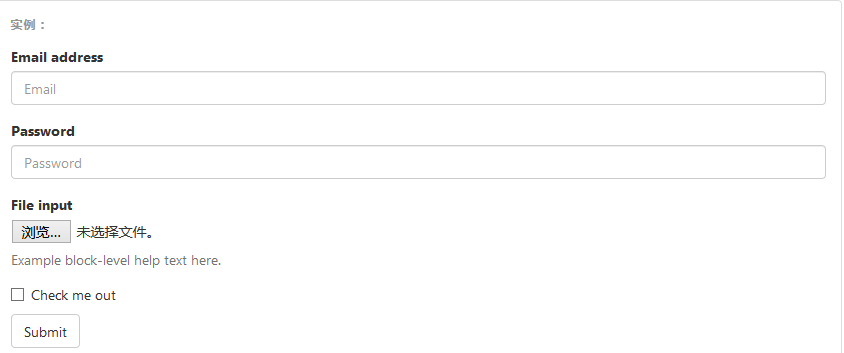 实例：
Email address
Email
Password
Password
File input
浏览... 未选择文件。
Example block-level help text here.
Check me out
Submit